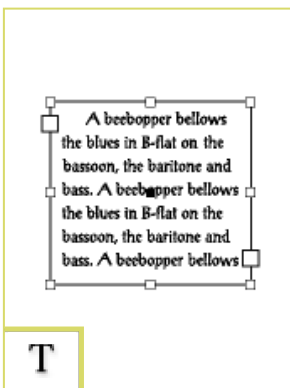 A beebopper bellows
the blues in B-flat on the
bassoon, the baritone and
bass. A beebopper bellows
the blues in B-flat on the
bassoon, the baritone and
bass. A beebopper bellows
T